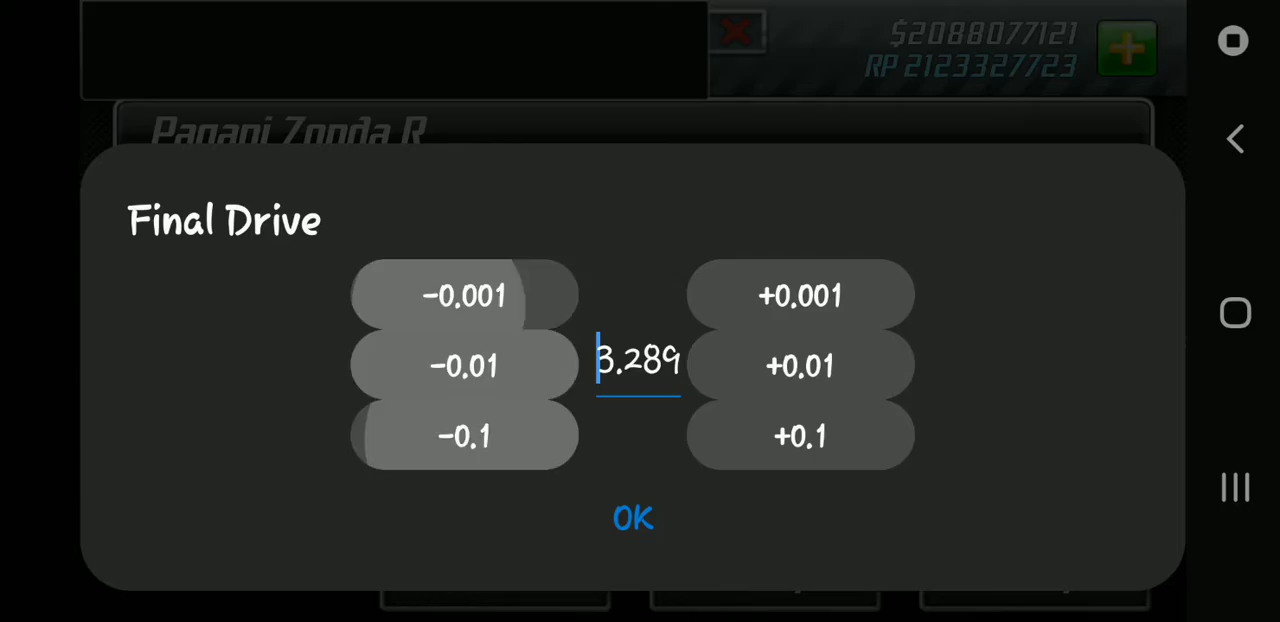 $2088077121
RP 2123327723
Pagani Zonda R
Final Drive
-0.001
+0.001
-0.01
3.289
+0.01
-0.1
+0.1
OK